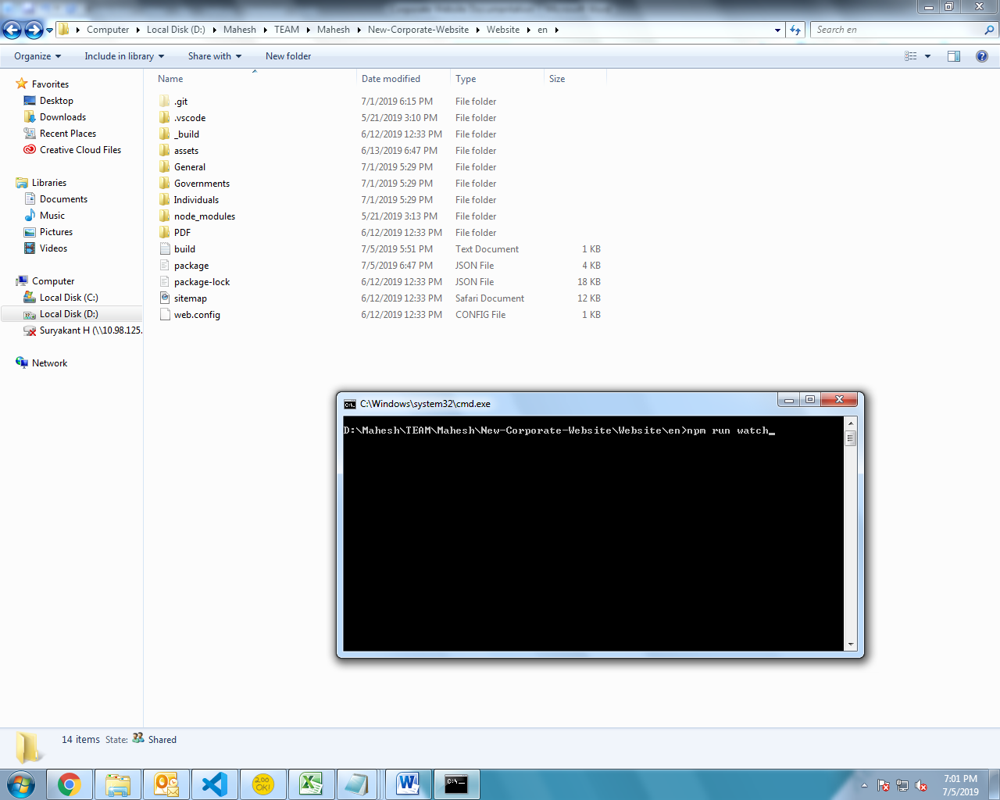 Computer Local Disk (D:) Mahesh TEAM Mahesh New-Corporate-Website Website en
Search en
Organize Include in library Share with New folder
Name Date modified Type Size
Favorites
Desktop
Downloads
Recent Places
Creative Cloud Files
Libraries
Documents
Music
Pictures
Videos
Computer
Local Disk (C:)
Local Disk (D:)
Suryakant H (\\10.98.125.
Network
.git 7/1/2019 6:15 PM File folder
.vscode 5/21/2019 3:10 PM File folder
_build 6/12/2019 12:33 PM File folder
assets 6/13/2019 6:47 PM File folder
General 7/1/2019 5:29 PM File folder
Governments 7/1/2019 5:29 PM File folder
Individuals 7/1/2019 5:29 PM File folder
node_modules 5/21/2019 3:13 PM File folder
PDF 6/12/2019 12:33 PM File folder
build 7/5/2019 5:51 PM Text Document 1 KB
package 7/5/2019 6:47 PM JSON File 4 KB
package-lock 6/12/2019 12:33 PM JSON File 18 KB
sitemap 6/12/2019 12:33 PM Safari Document 12 KB
web.config 6/12/2019 12:33 PM CONFIG File 1 KB
C:\Windows\system32\cmd.exe
D:\Mahesh\TEAM\Mahesh\New-Corporate-Website\Website\en>npm run watch_
14 items State: Shared
200
OK!
7:01 PM
7/5/2019